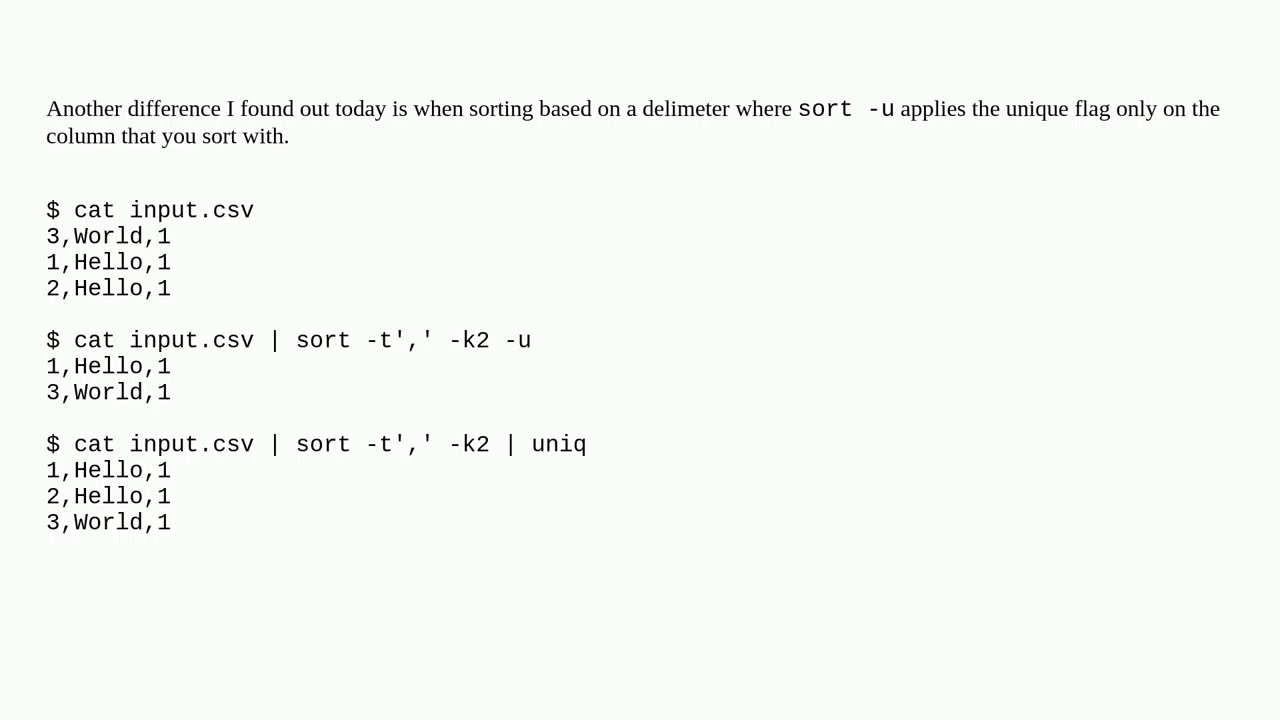 Another difference I found out today is when sorting based on a delimeter where sort -u applies the unique flag only on the
column that you sort with.
$ cat input.csv
3,World,1
1,Hello,1
2,Hello,1
$ cat input.csv | sort -t',' -k2 -u
1,Hello,1
3,World,1
$ cat input.csv | sort -t',' -k2 | uniq
1,Hello,1
2,Hello,1
3,World,1